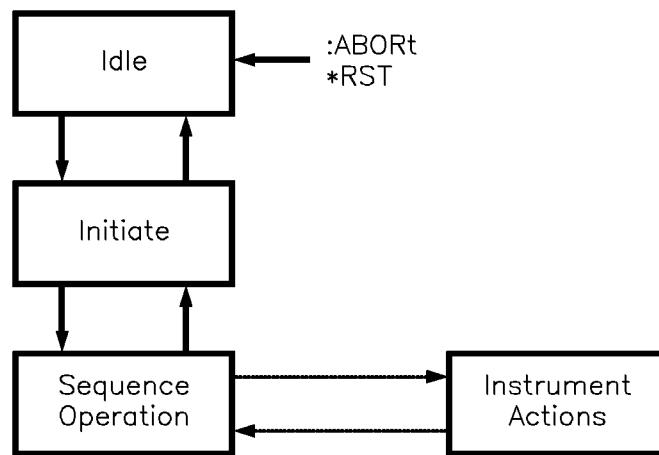 Idle
:ABORt
*RST
Initiate
Sequence
Operation
Instrument
Actions